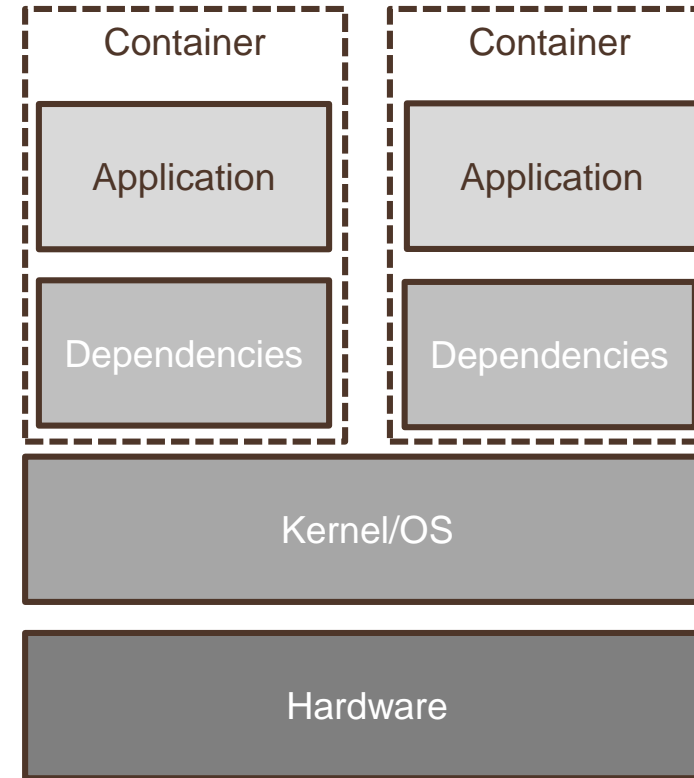 Container
Container
Application
Application
Dependencies
Dependencies
Kernel/OS
Hardware